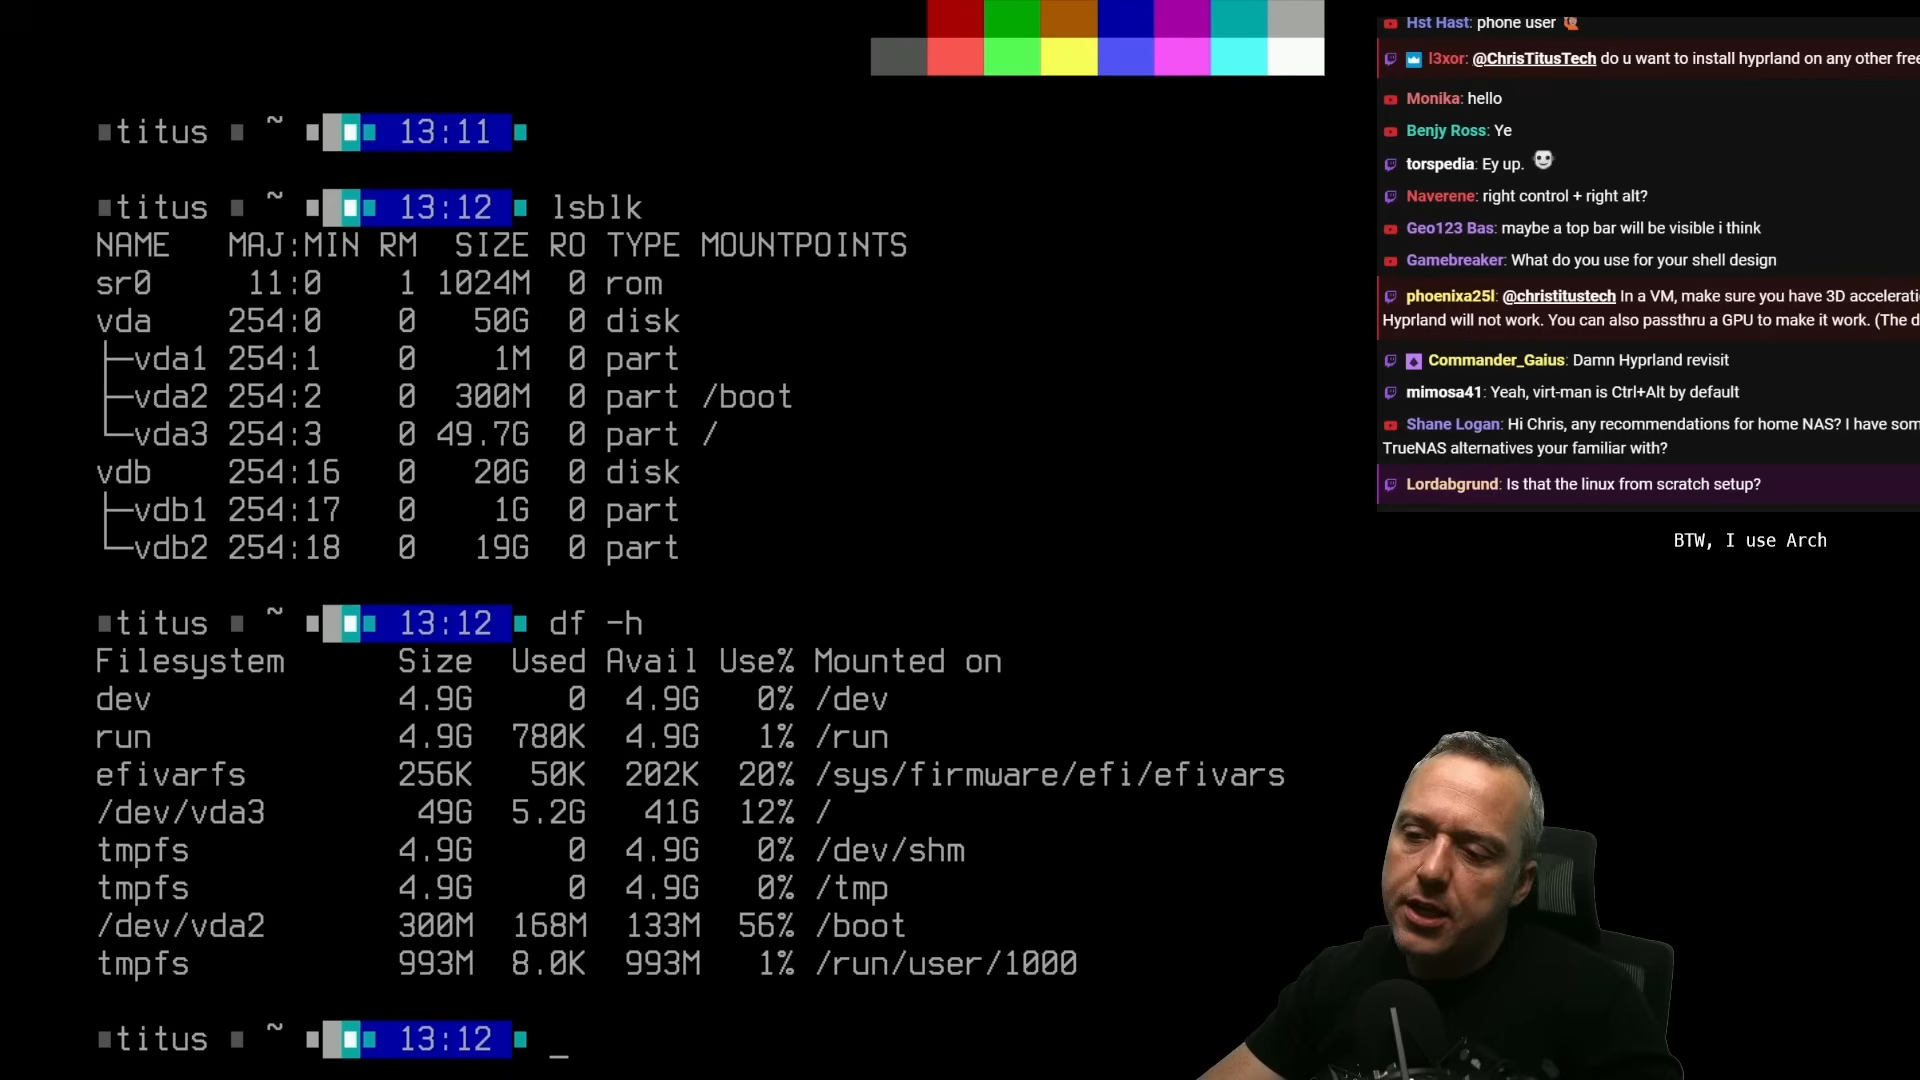 titus ~ 13:11
titus ~ 13:12 lsblk
NAME MAJ:MIN RM SIZE RO TYPE MOUNTPOINTS
sr0 11:0 1 1024M 0 rom
vda 254:0 0 50G 0 disk
├─vda1 254:1 0 1M 0 part
├─vda2 254:2 0 300M 0 part /boot
└─vda3 254:3 0 49.7G 0 part /
vdb 254:16 0 20G 0 disk
├─vdb1 254:17 0 1G 0 part
└─vdb2 254:18 0 19G 0 part
titus ~ 13:12 df -h
Filesystem Size Used Avail Use% Mounted on
dev 4.9G 0 4.9G 0% /dev
run 4.9G 780K 4.9G 1% /run
efivarfs 256K 50K 202K 20% /sys/firmware/efi/efivars
/dev/vda3 49G 5.2G 41G 12% /
tmpfs 4.9G 0 4.9G 0% /dev/shm
tmpfs 4.9G 0 4.9G 0% /tmp
/dev/vda2 300M 168M 133M 56% /boot
tmpfs 993M 8.0K 993M 1% /run/user/1000
titus ~ 13:12 _
Hst Hast: phone user
l3xor: @ChrisTitusTech do u want to install hyprland on any other free
Monika: hello
Benjy Ross: Ye
torspedia: Ey up.
Naverene: right control + right alt?
Geo123 Bas: maybe a top bar will be visible i think
Gamebreaker: What do you use for your shell design
phoenixa25l: @christitustech In a VM, make sure you have 3D accelerati
Hyprland will not work. You can also passthru a GPU to make it work. (The d
Commander_Gaius: Damn Hyprland revisit
mimosa41: Yeah, virt-man is Ctrl+Alt by default
Shane Logan: Hi Chris, any recommendations for home NAS? I have som
TrueNAS alternatives your familiar with?
Lordabgrund: Is that the linux from scratch setup?
BTW, I use Arch